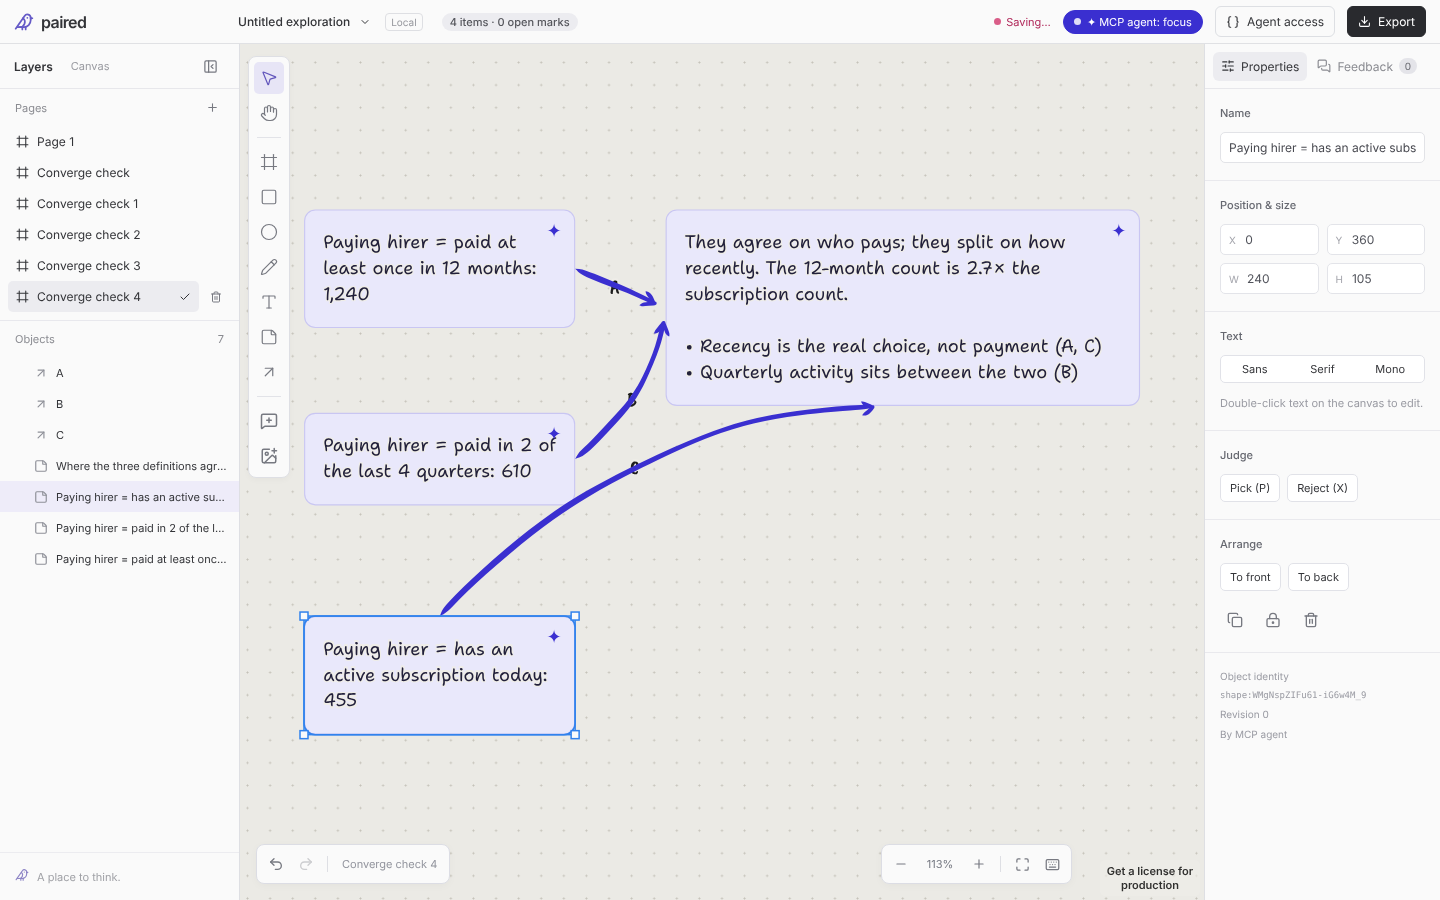 paired
Untitled exploration
Local
4 items · 0 open marks
Saving...
MCP agent: focus
Agent access
Export
Layers
Canvas
Pages
Page 1
Converge check
Converge check 1
Converge check 2
Converge check 3
Converge check 4
Objects
7
A
B
C
Where the three definitions agr...
Paying hirer = has an active su...
Paying hirer = paid in 2 of the l...
Paying hirer = paid at least onc...
A place to think.
Paying hirer = paid at
least once in 12 months:
1,240
A
They agree on who pays; they split on how
recently. The 12-month count is 2.7× the
subscription count.
• Recency is the real choice, not payment (A, C)
• Quarterly activity sits between the two (B)
B
Paying hirer = paid in 2 of
the last 4 quarters: 610
C
Paying hirer = has an
active subscription today:
455
Converge check 4
113%
Get a license for
production
Properties
Feedback
0
Name
Paying hirer = has an active subs
Position & size
X 0
Y 360
W 240
H 105
Text
Sans
Serif
Mono
Double-click text on the canvas to edit.
Judge
Pick (P)
Reject (X)
Arrange
To front
To back
Object identity
shape:WMgNspZIFu61-iG6w4M_9
Revision 0
By MCP agent